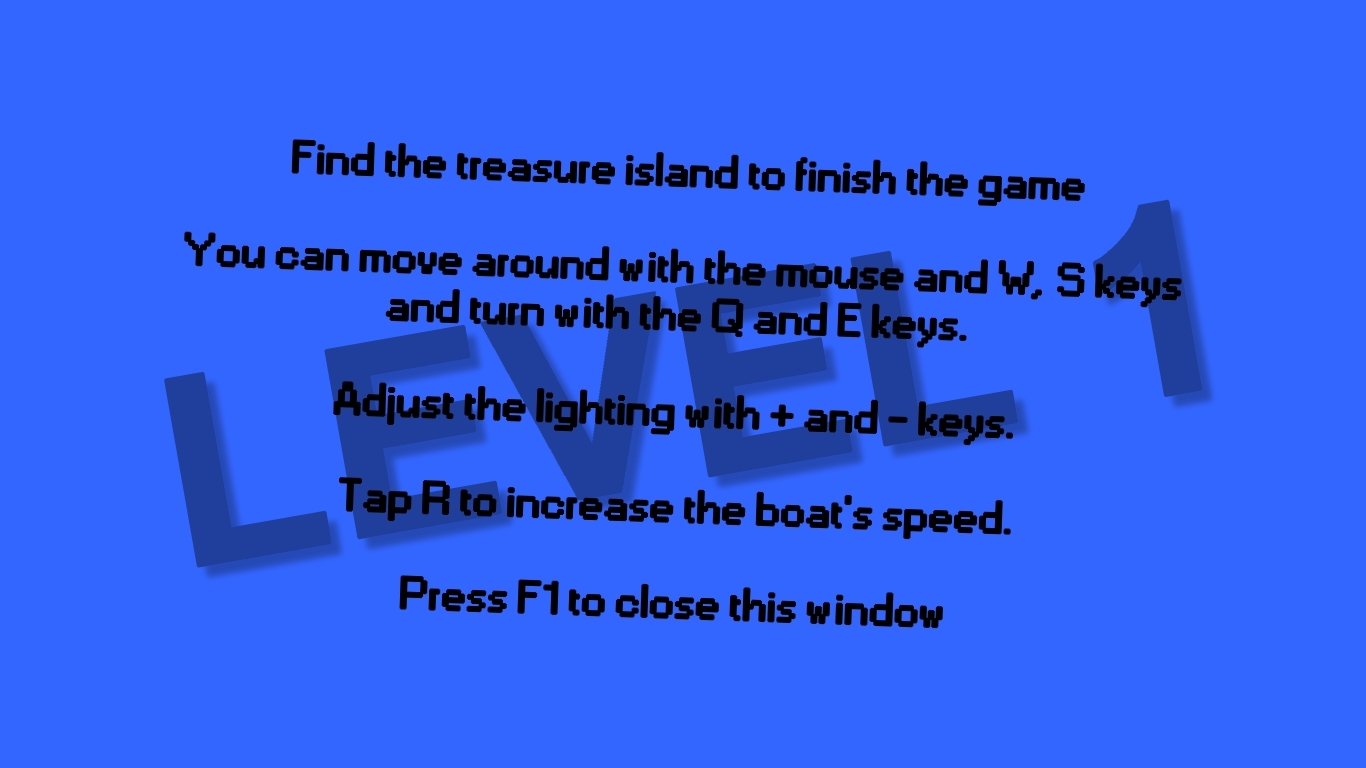 Find the treasure island to finish the game
You can move around with the mouse and W, S keys
and turn with the Q and E keys.
Adjust the lighting with + and - keys.
Tap R to increase the boat's speed.
Press F1 to close this window
LEVEL 1